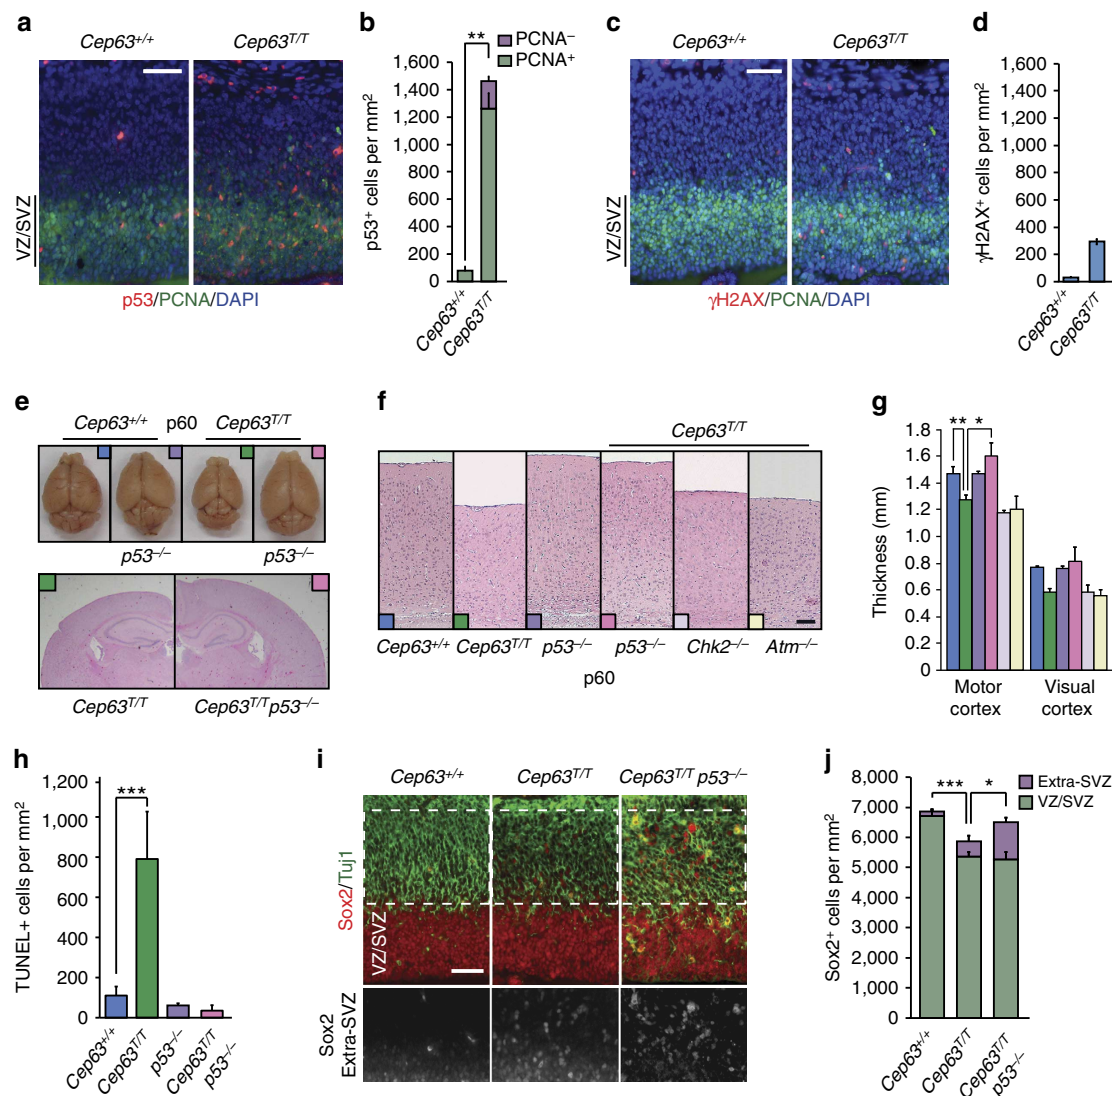 a
Cep63+/+ Cep63T/T
VZ/SVZ
p53/PCNA/DAPI
b
**
PCNA–
PCNA+
p53+ cells per mm2
1,600
1,400
1,200
1,000
800
600
400
200
0
Cep63+/+
Cep63T/T
c
Cep63+/+ Cep63T/T
VZ/SVZ
γH2AX/PCNA/DAPI
d
γH2AX+ cells per mm2
1,600
1,400
1,200
1,000
800
600
400
200
0
Cep63+/+
Cep63T/T
e
Cep63+/+ p60 Cep63T/T
p53–/– p53–/–
Cep63T/T Cep63T/Tp53–/–
f
Cep63T/T
Cep63+/+ Cep63T/T p53–/– p53–/– Chk2–/– Atm–/–
p60
g
** *
Thickness (mm)
1.8
1.6
1.4
1.2
1.0
0.8
0.6
0.4
0.2
0
Motor cortex
Visual cortex
h
***
TUNEL+ cells per mm2
1,200
1,000
800
600
400
200
0
Cep63+/+
Cep63T/T
p53–/–
Cep63T/T
p53–/–
i
Cep63+/+ Cep63T/T Cep63T/T p53–/–
Sox2/Tuj1
VZ/SVZ
Sox2
Extra-SVZ
j
*** *
Extra-SVZ
VZ/SVZ
Sox2+ cells per mm2
8,000
7,000
6,000
5,000
4,000
3,000
2,000
1,000
0
Cep63+/+
Cep63T/T
Cep63T/T
p53–/–